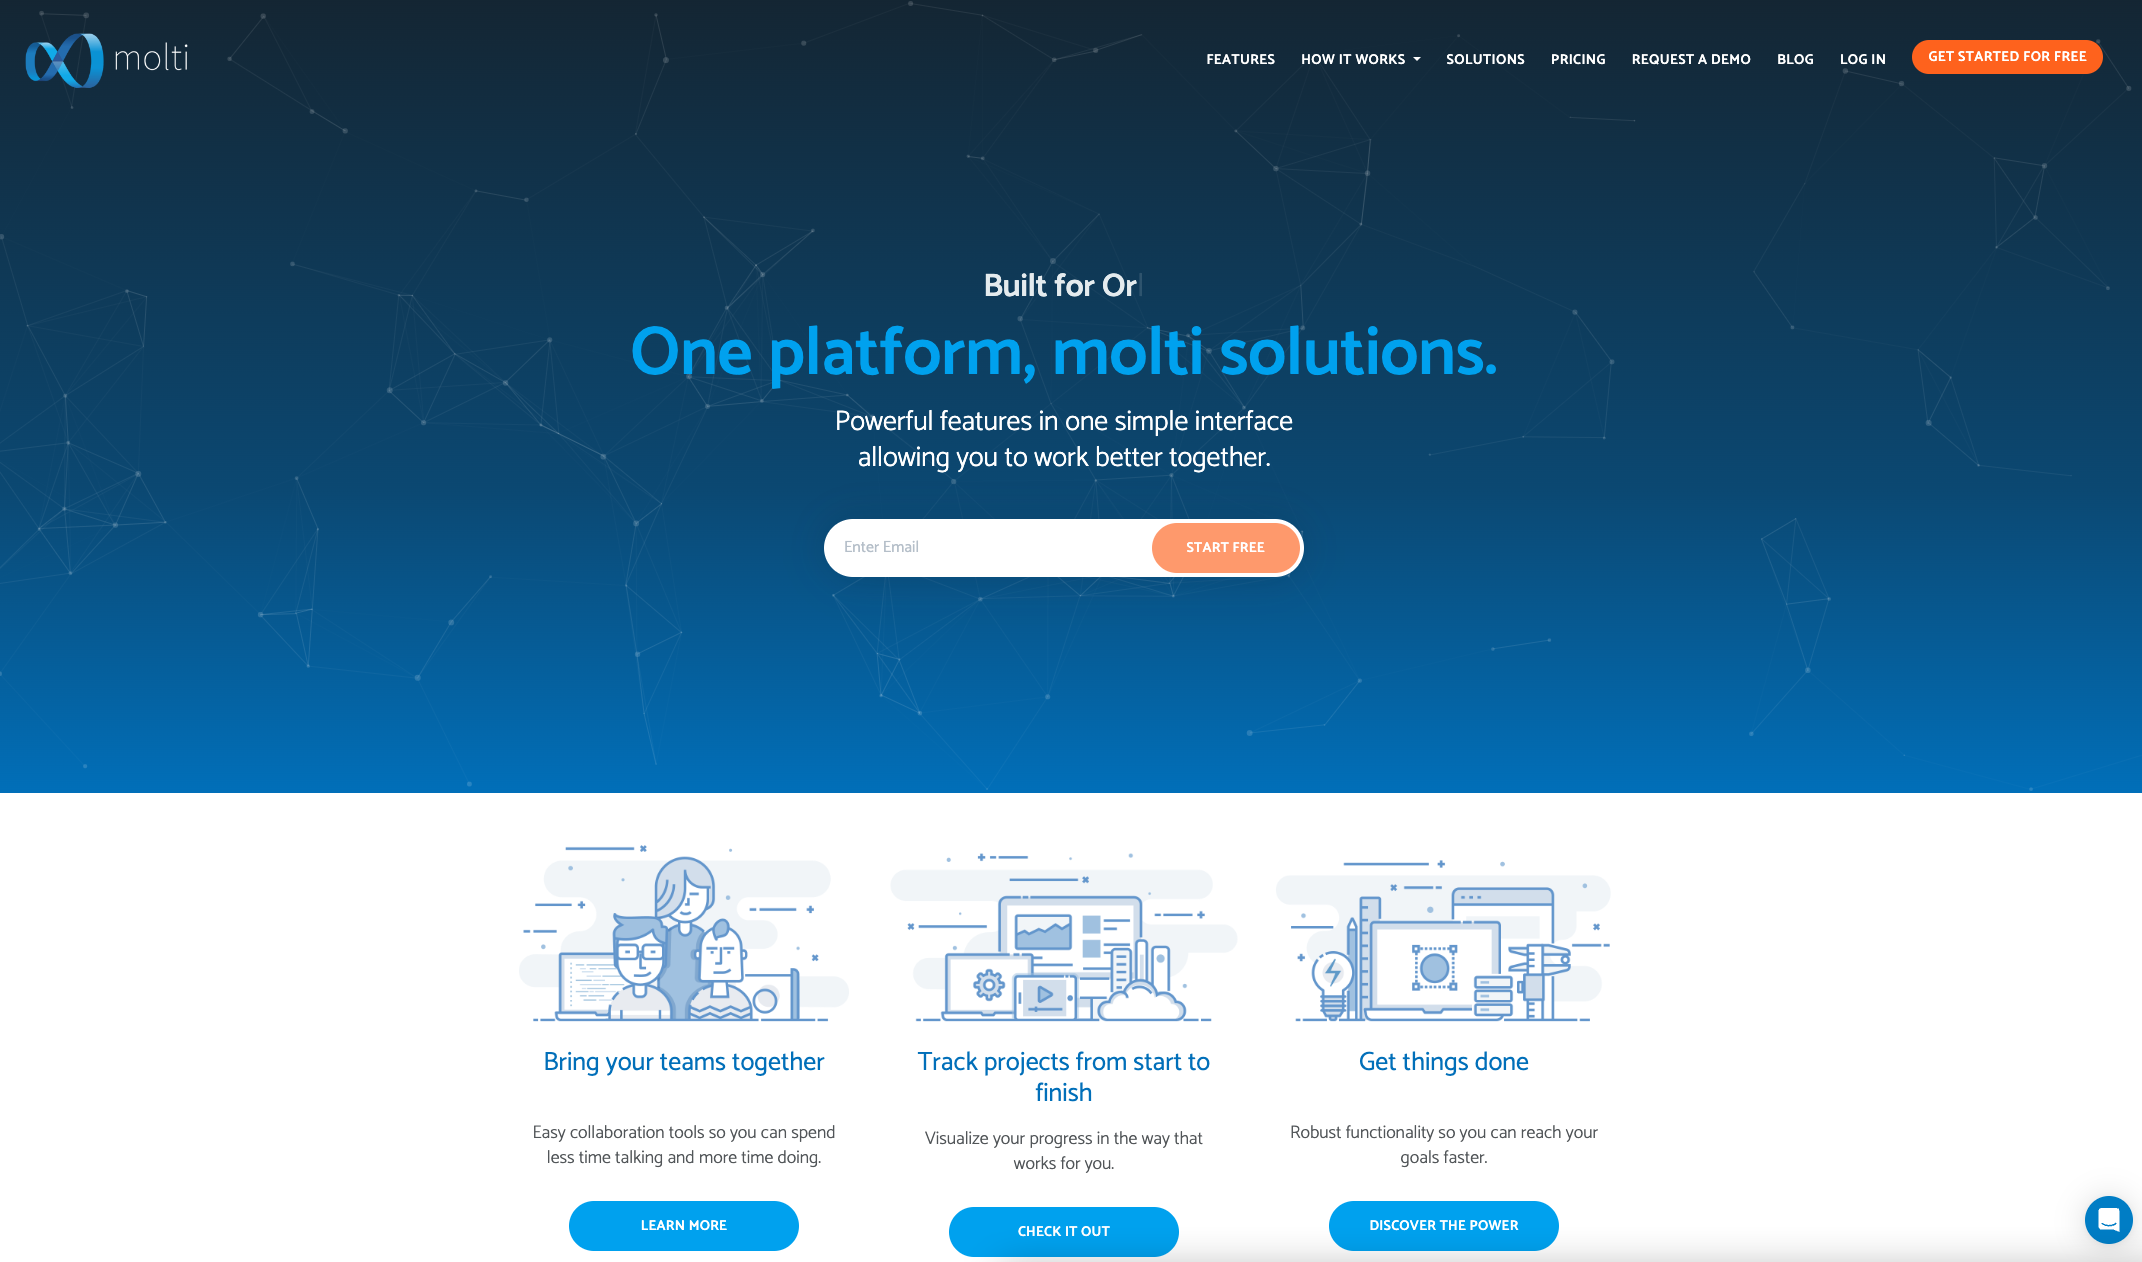 molti
FEATURES HOW IT WORKS SOLUTIONS PRICING REQUEST A DEMO BLOG LOG IN GET STARTED FOR FREE
Built for Or
One platform, molti solutions.
Powerful features in one simple interface
allowing you to work better together.
Enter Email START FREE
Bring your teams together
Easy collaboration tools so you can spend
less time talking and more time doing.
LEARN MORE
Track projects from start to
finish
Visualize your progress in the way that
works for you.
CHECK IT OUT
Get things done
Robust functionality so you can reach your
goals faster.
DISCOVER THE POWER